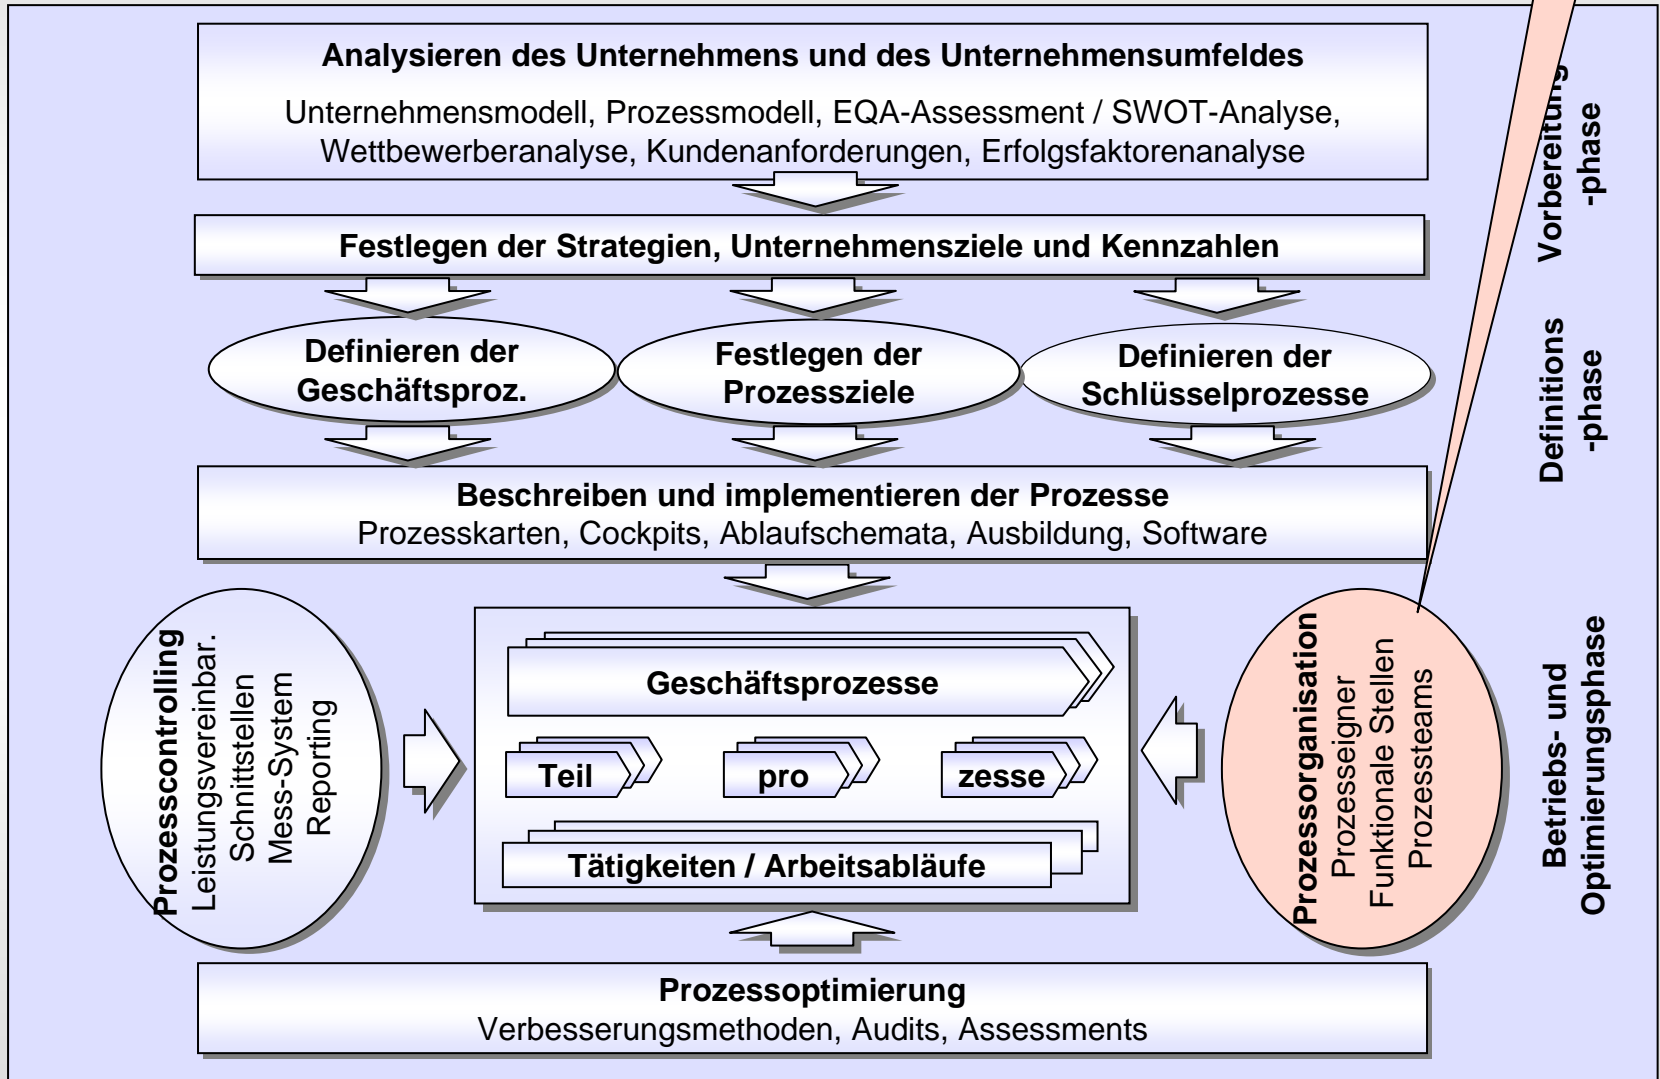 Analysieren des Unternehmens und des Unternehmensumfeldes
Unternehmensmodell, Prozessmodell, EQA-Assessment / SWOT-Analyse,
Wettbewerberanalyse, Kundenanforderungen, Erfolgsfaktorenanalyse
Vorbereitung
-phase
Festlegen der Strategien, Unternehmensziele und Kennzahlen
Definieren der
Geschäftsproz.
Festlegen der
Prozessziele
Definieren der
Schlüsselprozesse
Definitions
-phase
Beschreiben und implementieren der Prozesse
Prozesskarten, Cockpits, Ablaufschemata, Ausbildung, Software
Prozesscontrolling
Leistungsvereinbar.
Schnittstellen
Mess-System
Reporting
Geschäftsprozesse
Teil
pro
zesse
Tätigkeiten / Arbeitsabläufe
Prozessorganisation
Prozesseigner
Funktionale Stellen
Prozessteams
Betriebs- und
Optimierungsphase
Prozessoptimierung
Verbesserungsmethoden, Audits, Assessments